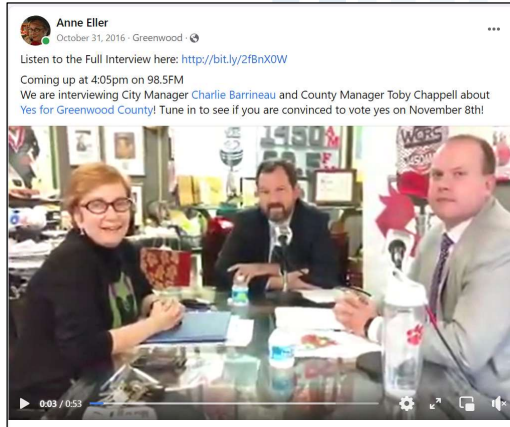 Anne Eller
October 31, 2016 · Greenwood ·
Listen to the Full Interview here: http://bit.ly/2fBnX0W
Coming up at 4:05pm on 98.5FM
We are interviewing City Manager Charlie Barrineau and County Manager Toby Chappell about
Yes for Greenwood County! Tune in to see if you are convinced to vote yes on November 8th!
1450 AM
WCRS
0:03 / 0:53